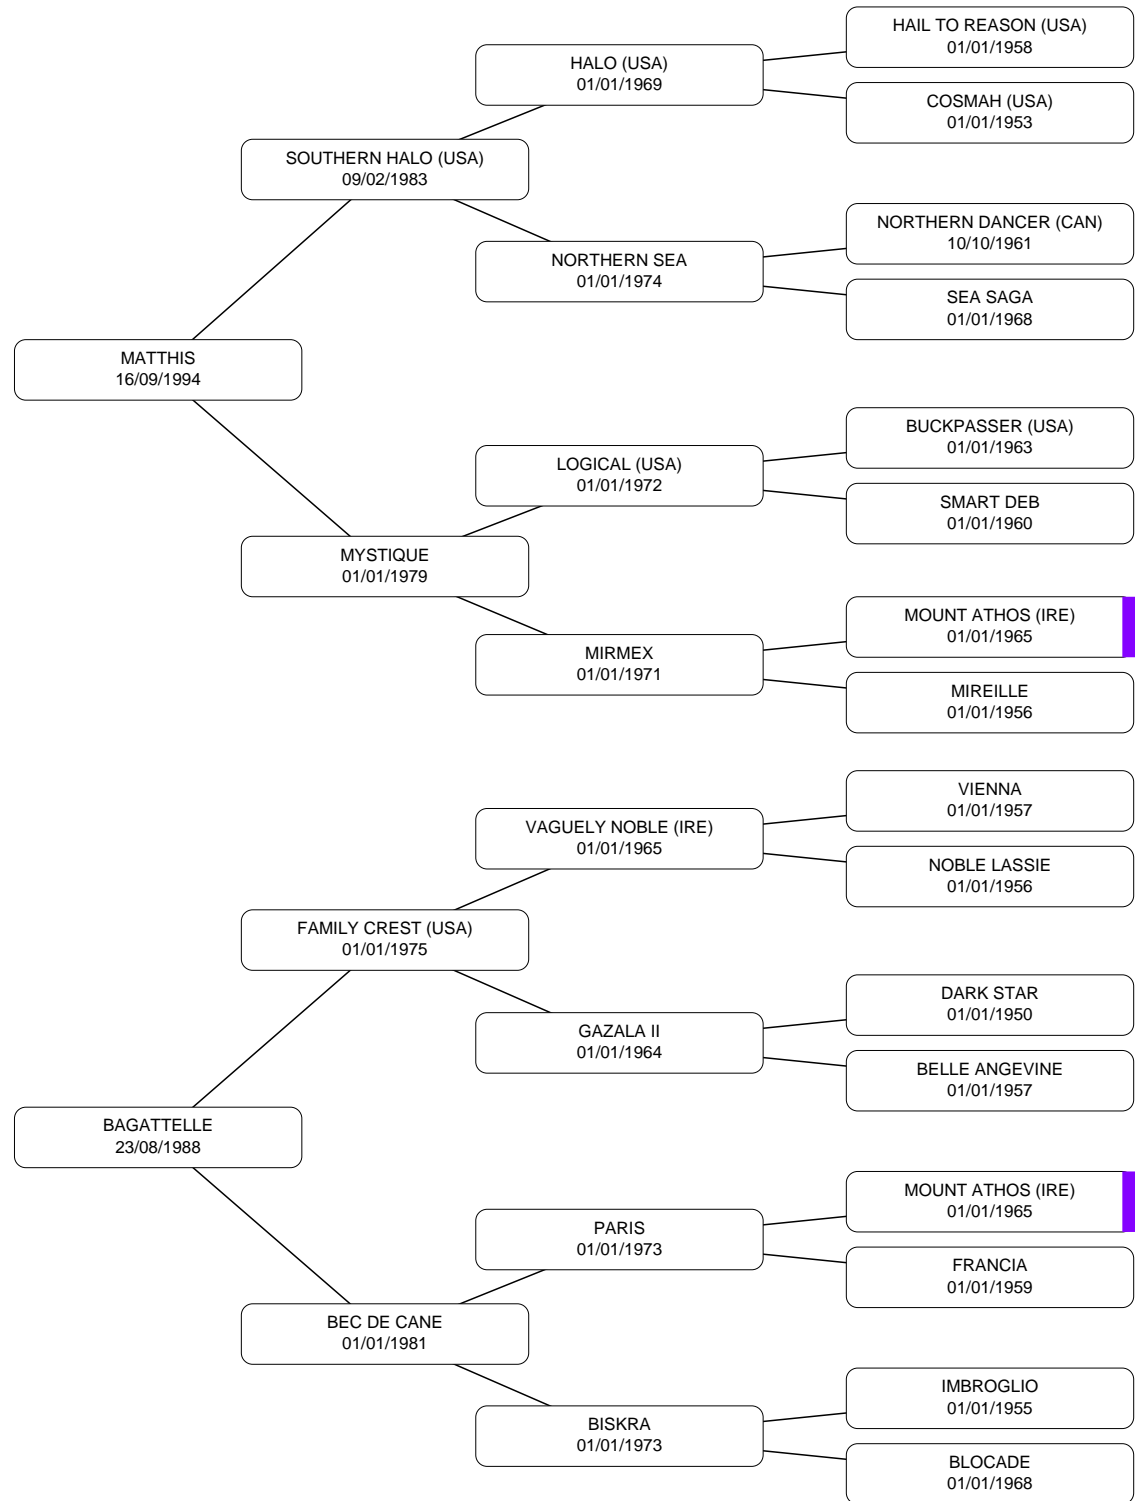 HAIL TO REASON (USA)
01/01/1958
HALO (USA)
01/01/1969
COSMAH (USA)
01/01/1953
SOUTHERN HALO (USA)
09/02/1983
NORTHERN DANCER (CAN)
10/10/1961
NORTHERN SEA
01/01/1974
SEA SAGA
01/01/1968
MATTHIS
16/09/1994
BUCKPASSER (USA)
01/01/1963
LOGICAL (USA)
01/01/1972
SMART DEB
01/01/1960
MYSTIQUE
01/01/1979
MOUNT ATHOS (IRE)
01/01/1965
MIRMEX
01/01/1971
MIREILLE
01/01/1956
VIENNA
01/01/1957
VAGUELY NOBLE (IRE)
01/01/1965
NOBLE LASSIE
01/01/1956
FAMILY CREST (USA)
01/01/1975
DARK STAR
01/01/1950
GAZALA II
01/01/1964
BELLE ANGEVINE
01/01/1957
BAGATTELLE
23/08/1988
MOUNT ATHOS (IRE)
01/01/1965
PARIS
01/01/1973
FRANCIA
01/01/1959
BEC DE CANE
01/01/1981
IMBROGLIO
01/01/1955
BISKRA
01/01/1973
BLOCADE
01/01/1968